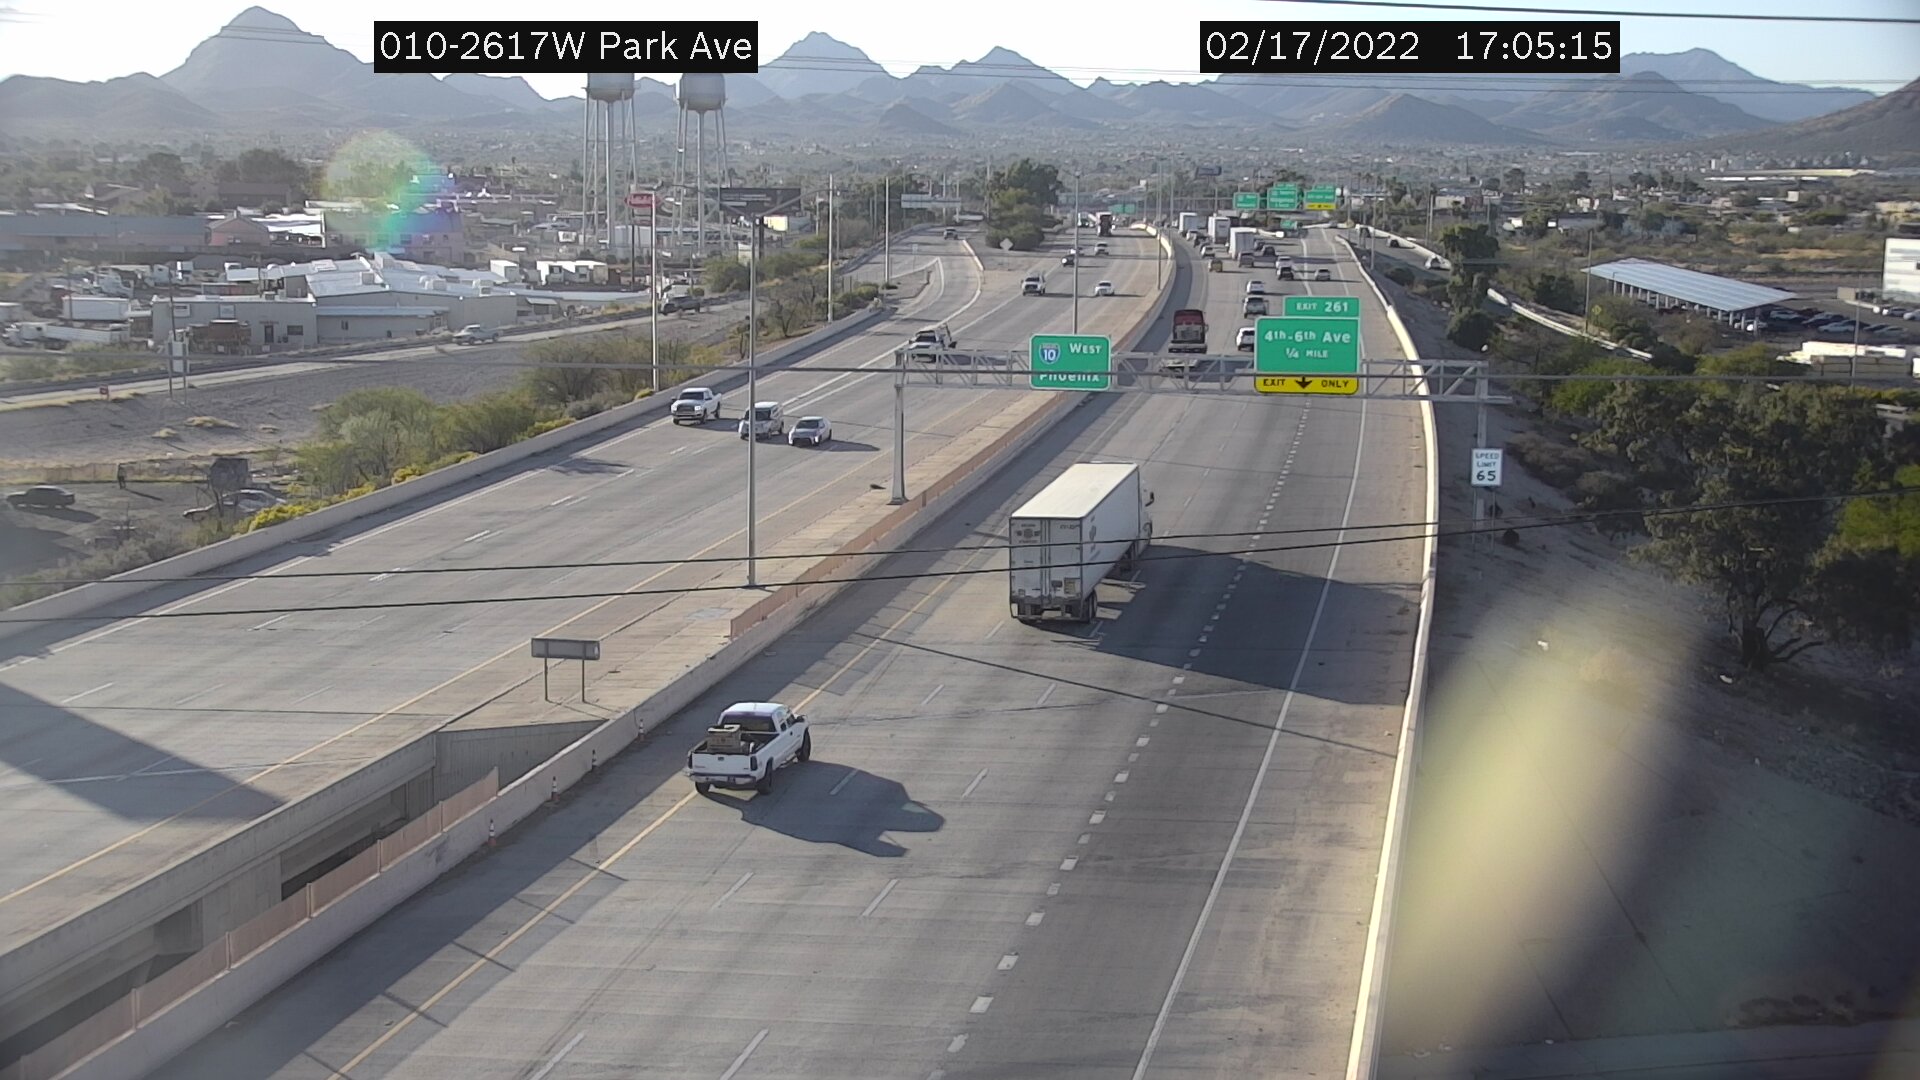 010-2617W Park Ave
02/17/2022 17:05:15
EXIT 261
4th-6th Ave
1/4 MILE
EXIT ONLY
10 WEST
Phoenix
SPEED
LIMIT
65